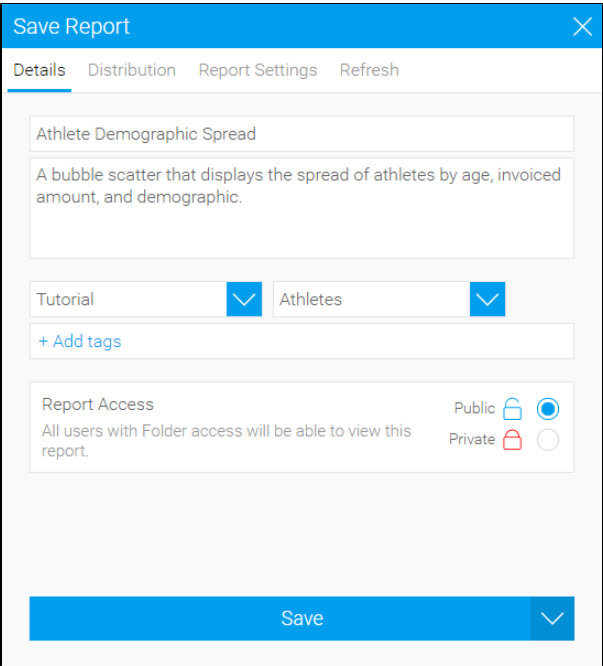 Save Report
Details Distribution Report Settings Refresh
Athlete Demographic Spread
A bubble scatter that displays the spread of athletes by age, invoiced
amount, and demographic.
Tutorial Athletes
+ Add tags
Report Access
Public
All users with Folder access will be able to view this
report.
Private
Save